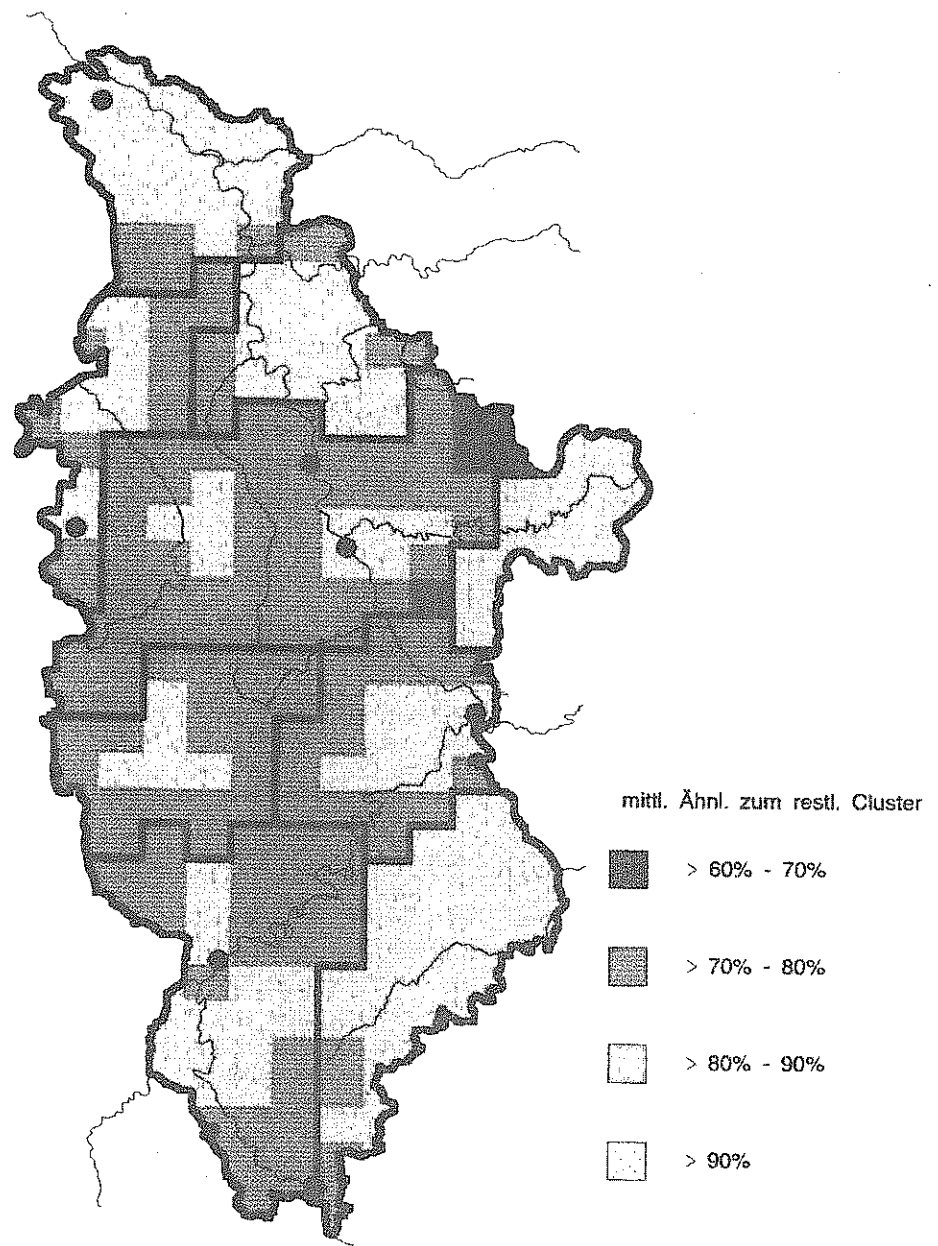 mittl. Ähnl. zum restl. Cluster
> 60% - 70%
> 70% - 80%
> 80% - 90%
> 90%